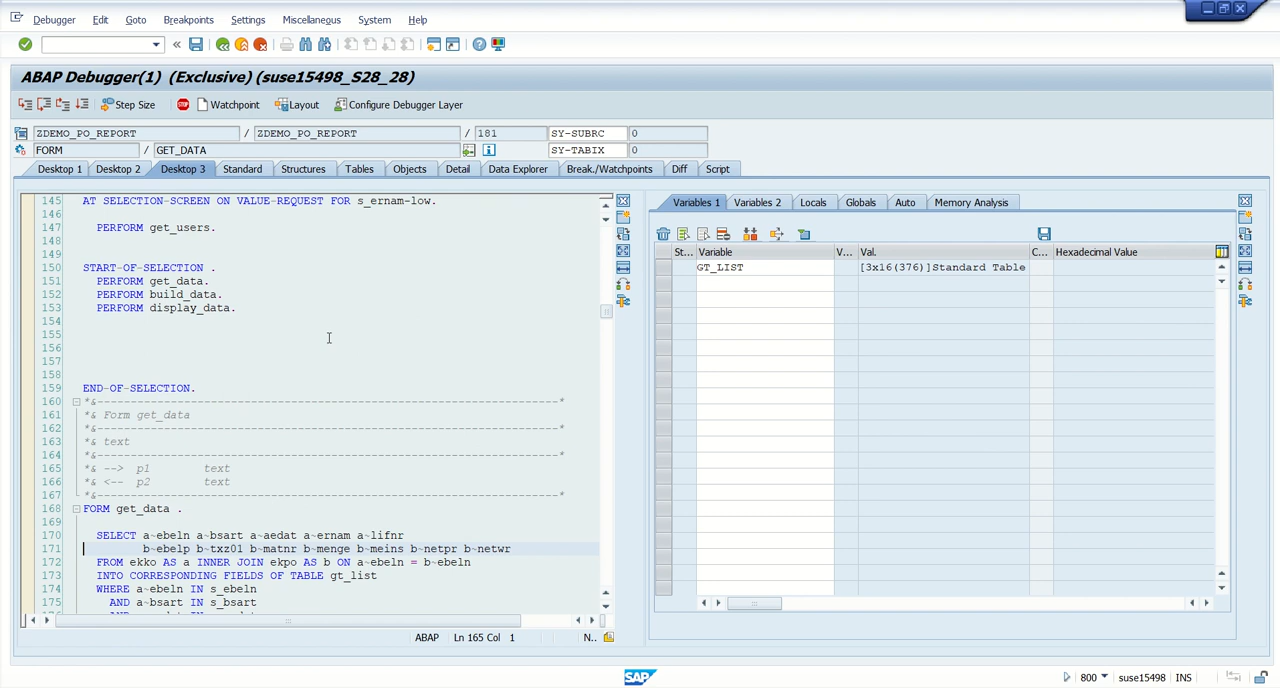 Debugger Edit Goto Breakpoints Settings Miscellaneous System Help
ABAP Debugger(1) (Exclusive) (suse15498_S28_28)
Step Size Watchpoint Layout Configure Debugger Layer
ZDEMO_PO_REPORT / ZDEMO_PO_REPORT / 181 SY-SUBRC 0
FORM / GET_DATA SY-TABIX 0
Desktop 1 Desktop 2 Desktop 3 Standard Structures Tables Objects Detail Data Explorer Break./Watchpoints Diff Script
Variables 1 Variables 2 Locals Globals Auto Memory Analysis
St... Variable V... Val. C... Hexadecimal Value
GT_LIST [3x16(376)]Standard Table
145 AT SELECTION-SCREEN ON VALUE-REQUEST FOR s_ernam-low.
146
147 PERFORM get_users.
148
149
150 START-OF-SELECTION .
151 PERFORM get_data.
152 PERFORM build_data.
153 PERFORM display_data.
154
155
156
157
158
159 END-OF-SELECTION.
160 *&---------------------------------------------------------------------*
161 *& Form get_data
162 *&---------------------------------------------------------------------*
163 *& text
164 *&---------------------------------------------------------------------*
165 *& --> p1 text
166 *& <-- p2 text
167 *&---------------------------------------------------------------------*
168 FORM get_data .
169
170 SELECT a~ebeln a~bsart a~aedat a~ernam a~lifnr
171 b~ebelp b~txz01 b~matnr b~menge b~meins b~netpr b~netwr
172 FROM ekko AS a INNER JOIN ekpo AS b ON a~ebeln = b~ebeln
173 INTO CORRESPONDING FIELDS OF TABLE gt_list
174 WHERE a~ebeln IN s_ebeln
175 AND a~bsart IN s_bsart
ABAP Ln 165 Col 1 N..
SAP
800 suse15498 INS